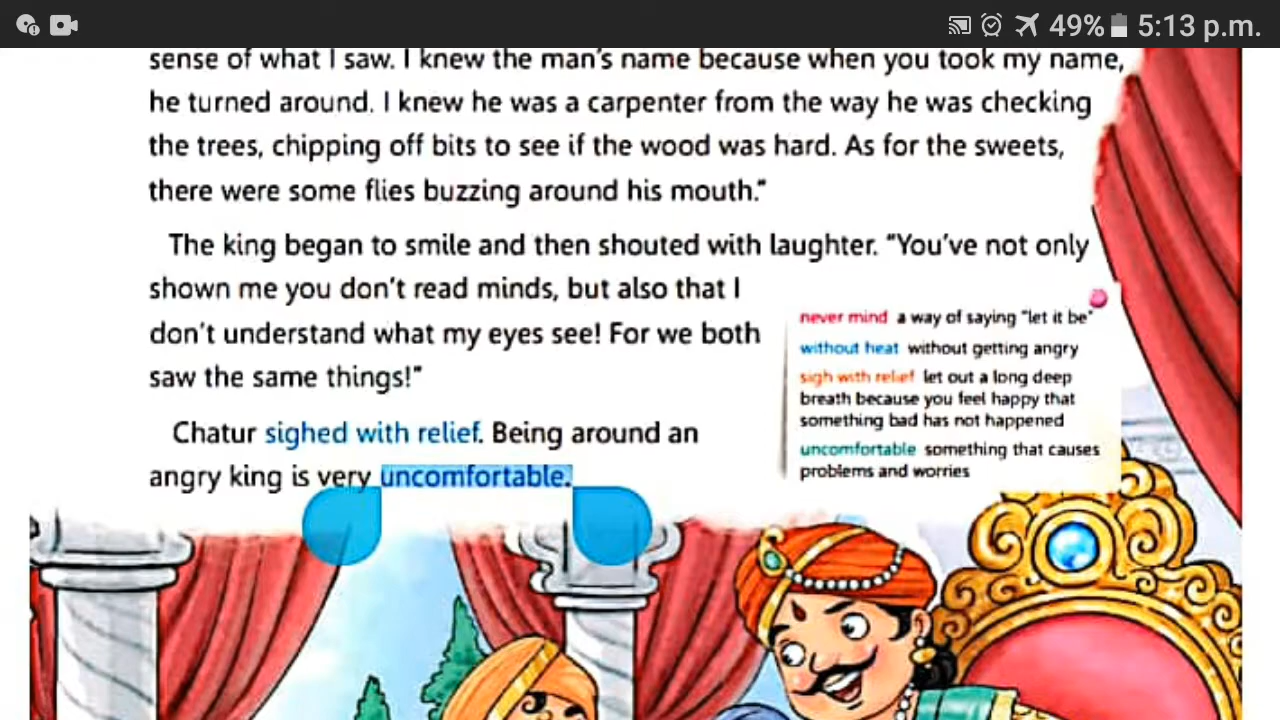 49% 5:13 p.m.
sense of what I saw. I knew the man's name because when you took my name,
he turned around. I knew he was a carpenter from the way he was checking
the trees, chipping off bits to see if the wood was hard. As for the sweets,
there were some flies buzzing around his mouth."
The king began to smile and then shouted with laughter. "You've not only
shown me you don't read minds, but also that I
don't understand what my eyes see! For we both
saw the same things!"
Chatur sighed with relief. Being around an
angry king is very uncomfortable.
never mind a way of saying "let it be"
without heat without getting angry
sigh with relief let out a long deep
breath because you feel happy that
something bad has not happened
uncomfortable something that causes
problems and worries